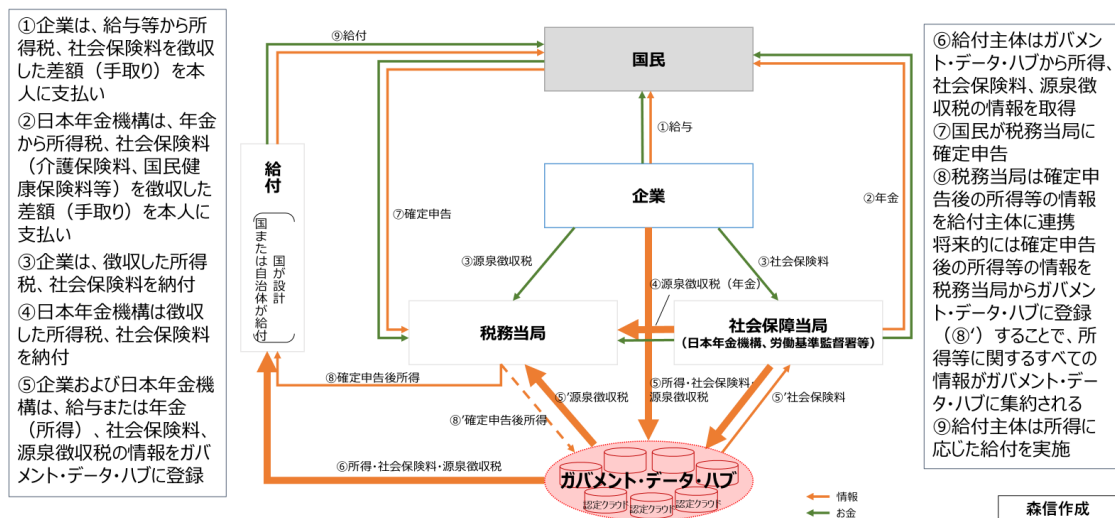 ①企業は、給与等から所
得税、社会保険料を徴収
した差額（手取り）を本
人に支払い
②日本年金機構は、年金
から所得税、社会保険料
（介護保険料、国民健
康保険料等）を徴収した
差額（手取り）を本人に
支払い
③企業は、徴収した所得
税、社会保険料を納付
④日本年金機構は徴収
した所得税、社会保険料
を納付
⑤企業および日本年金機
構は、給与または年金
（所得）、社会保険料、
源泉徴収税の情報をガバ
メント・データ・ハブに登録
⑨給付
国民
①給与
給付
国が設計
国または自治体が給付
企業
⑦確定申告
②年金
③源泉徴収税
③社会保険料
④源泉徴収税（年金）
税務当局
社会保障当局
（日本年金機構、労働基準監督署等）
⑧確定申告後所得
⑤'源泉徴収税
⑤所得・社会保険料・
源泉徴収税
⑤'社会保険料
⑧'確定申告後所得
⑥所得・社会保険料・源泉徴収税
ガバメント・データ・ハブ
認定クラウド
認定クラウド
認定クラウド
情報
お金
⑥給付主体はガバメン
ト・データ・ハブから所得、
社会保険料、源泉徴
収税の情報を取得
⑦国民が税務当局に
確定申告
⑧税務当局は確定申
告後の所得等の情報
を給付主体に連携
将来的には確定申告
後の所得等の情報を
税務当局からガバメン
ト・データ・ハブに登録
（⑧‘）することで、所
得等に関するすべての
情報がガバメント・デー
タ・ハブに集約される
⑨給付主体は所得に
応じた給付を実施
森信作成